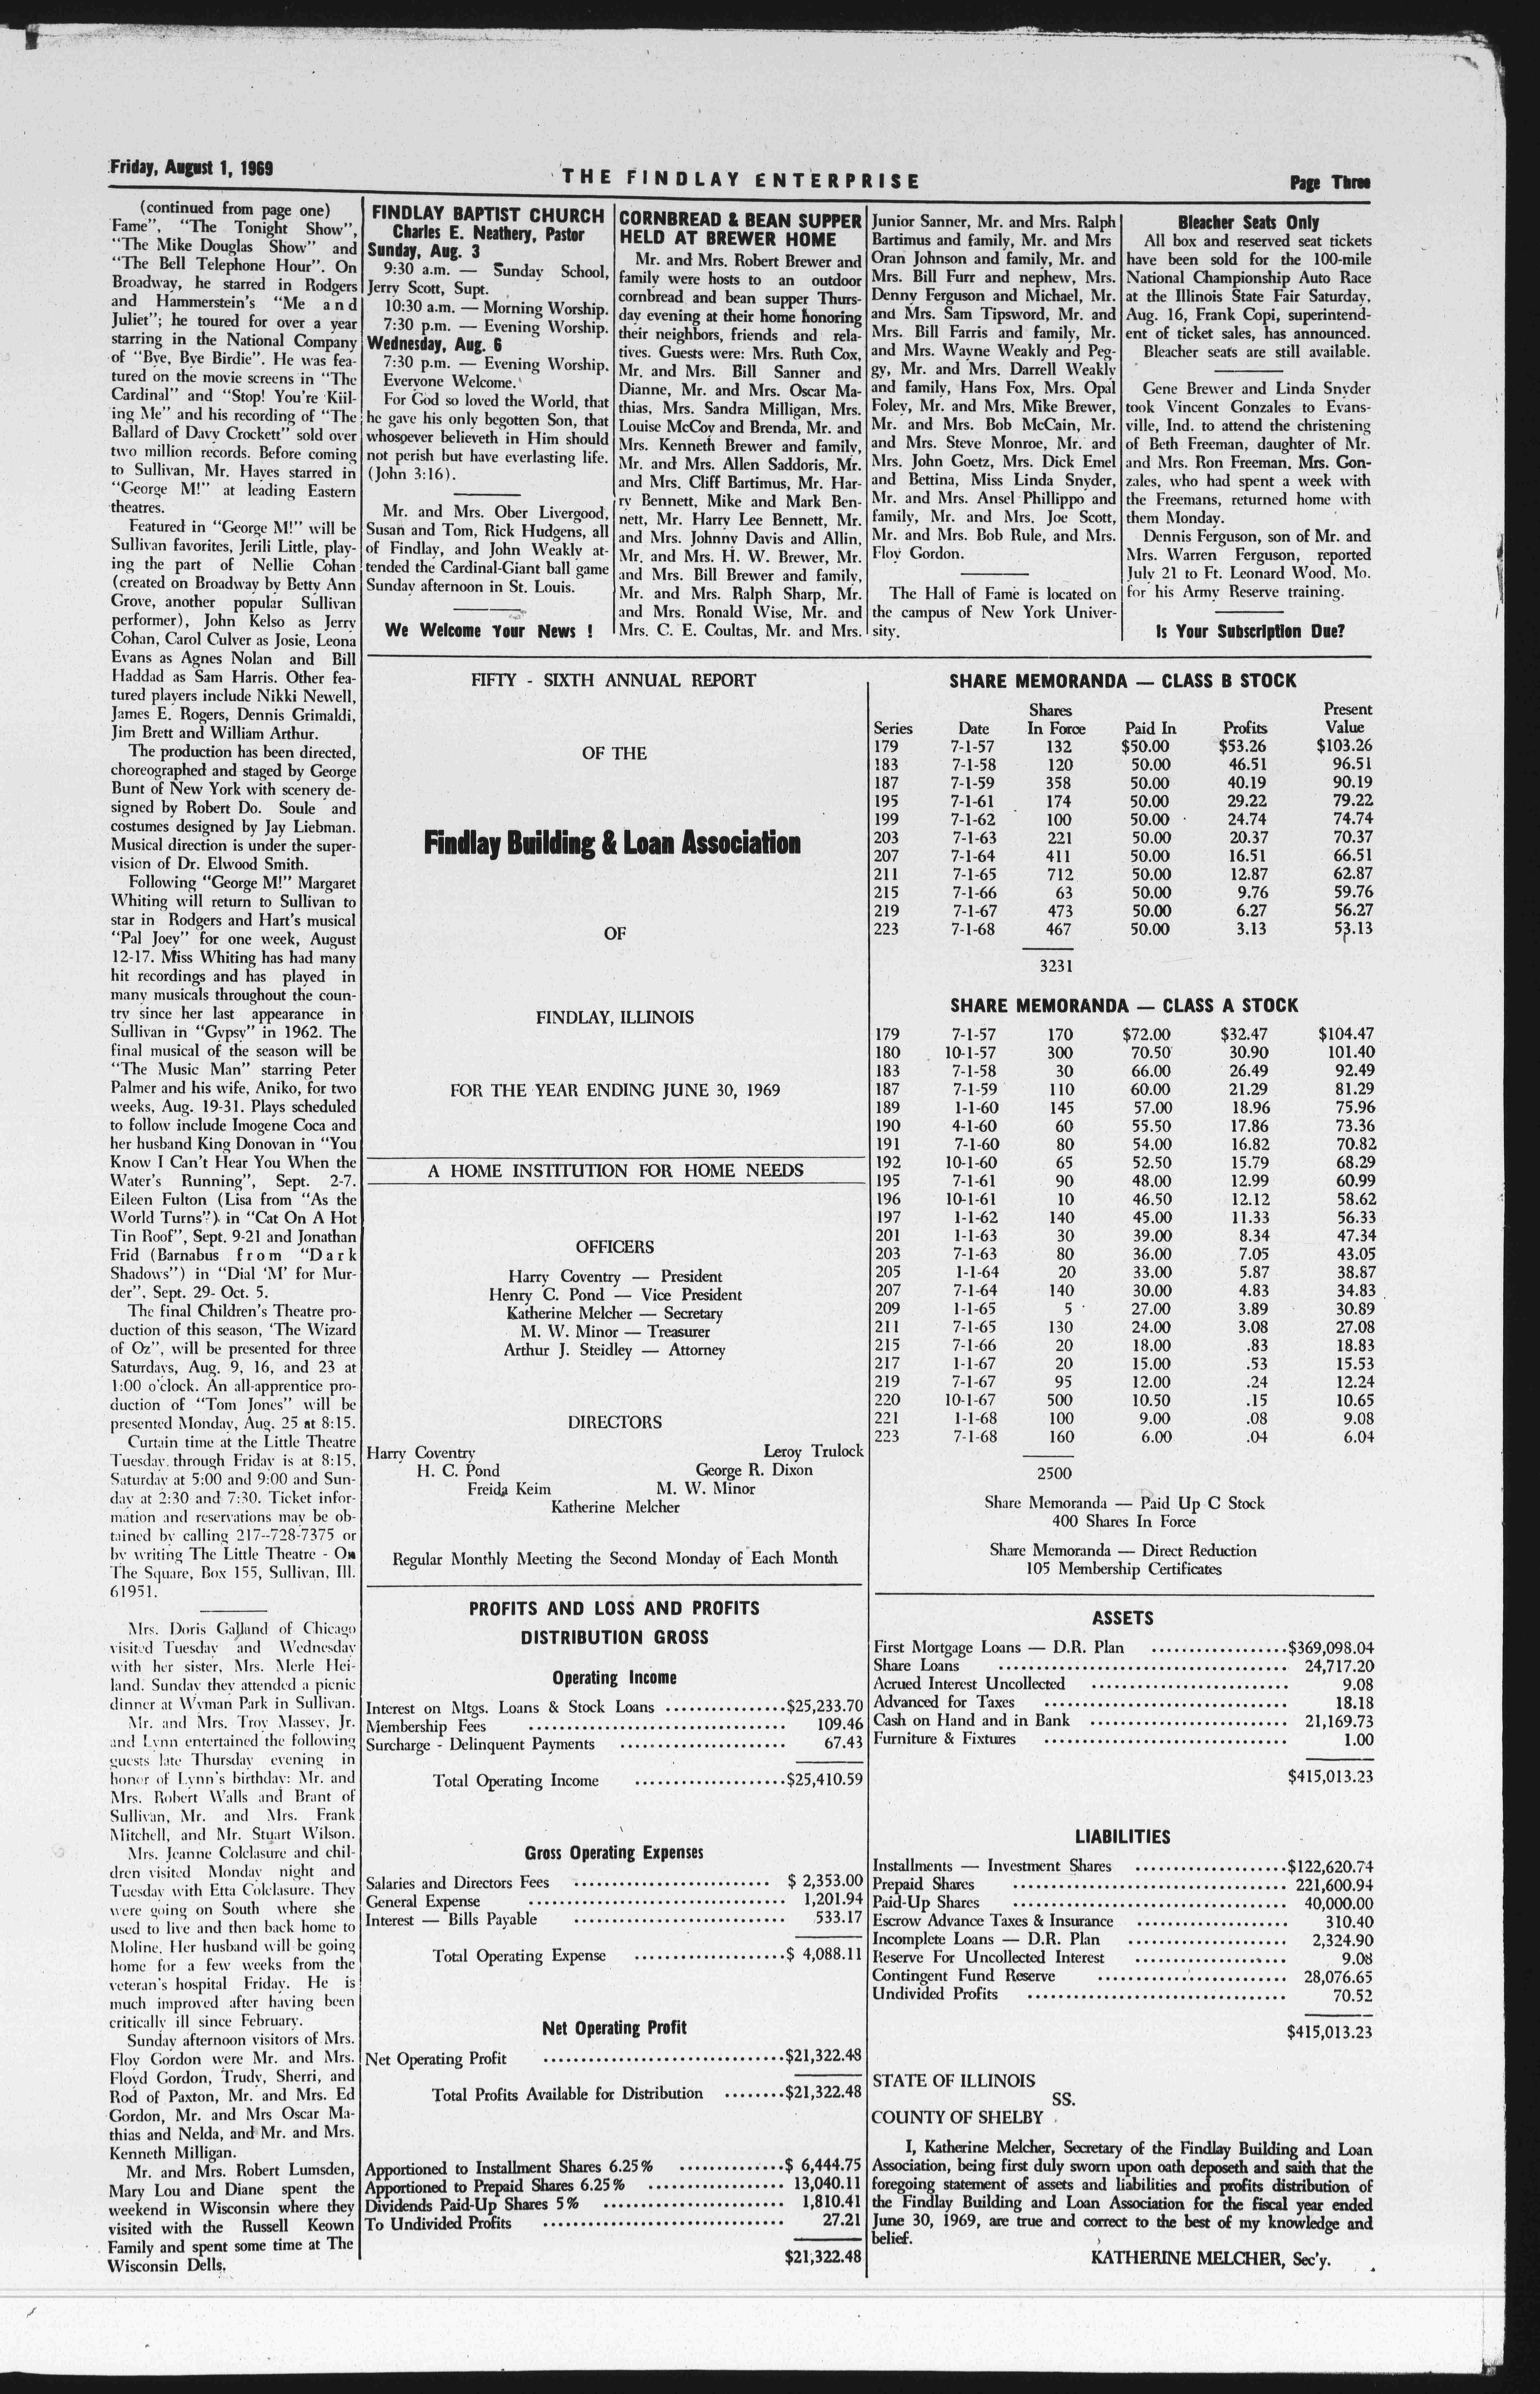 Friday, August 1, 1969
THE FINDLAY ENTERPRISE
Page Three
(continued from page one)
Fame", "The Tonight Show",
"The Mike Douglas Show" and
"The Bell Telephone Hour". On
Broadway, he starred in Rodgers
and Hammerstein's "Me and
Juliet"; he toured for over a year
starring in the National Company
of "Bye, Bye Birdie". He was fea-
tured on the movie screens in "The
Cardinal" and "Stop! You're Kiil-
ing Me" and his recording of "The
Ballard of Davy Crockett" sold over
two million records. Before coming
to Sullivan, Mr. Hayes starred in
"George M!" at leading Eastern
theatres.
Featured in "George M!" will be
Sullivan favorites, Jerili Little, play-
ing the part of Nellie Cohan
(created on Broadway by Betty Ann
Grove, another popular Sullivan
performer), John Kelso as Jerry
Cohan, Carol Culver as Josie, Leona
Evans as Agnes Nolan and Bill
Haddad as Sam Harris. Other fea-
tured players include Nikki Newell,
James E. Rogers, Dennis Grimaldi,
Jim Brett and William Arthur.
The production has been directed,
choreographed and staged by George
Bunt of New York with scenery de-
signed by Robert Do. Soule and
costumes designed by Jay Liebman.
Musical direction is under the super-
vision of Dr. Elwood Smith.
Following "George M!" Margaret
Whiting will return to Sullivan to
star in Rodgers and Hart's musical
"Pal Joey" for one week, August
12-17. Miss Whiting has had many
hit recordings and has played in
many musicals throughout the coun-
try since her last appearance in
Sullivan in "Gypsy" in 1962. The
final musical of the season will be
"The Music Man" starring Peter
Palmer and his wife, Aniko, for two
weeks, Aug. 19-31. Plays scheduled
to follow include Imogene Coca and
her husband King Donovan in "You
Know I Can't Hear You When the
Water's Running", Sept. 2-7.
Eileen Fulton (Lisa from "As the
World Turns") in "Cat On A Hot
Tin Roof", Sept. 9-21 and Jonathan
Frid (Barnabus from "Dark
Shadows") in "Dial 'M' for Mur-
der", Sept. 29- Oct. 5.
The final Children's Theatre pro-
duction of this season, 'The Wizard
of Oz", will be presented for three
Saturdays, Aug. 9, 16, and 23 at
1:00 o'clock. An all-apprentice pro-
duction of "Tom Jones" will be
presented Monday, Aug. 25 at 8:15.
Curtain time at the Little Theatre
Tuesday through Friday is at 8:15,
Saturday at 5:00 and 9:00 and Sun-
day at 2:30 and 7:30. Ticket infor-
mation and reservations may be ob-
tained by calling 217--728-7375 or
by writing The Little Theatre - On
The Square, Box 155, Sullivan, Ill.
61951.
Mrs. Doris Galland of Chicago
visited Tuesday and Wednesday
with her sister, Mrs. Merle Hei-
land. Sunday they attended a picnic
dinner at Wyman Park in Sullivan.
Mr. and Mrs. Troy Massey, Jr.
and Lynn entertained the following
guests late Thursday evening in
honor of Lynn's birthday: Mr. and
Mrs. Robert Walls and Brant of
Sullivan, Mr. and Mrs. Frank
Mitchell, and Mr. Stuart Wilson.
Mrs. Jeanne Colclasure and chil-
dren visited Monday night and
Tuesday with Etta Colclasure. They
were going on South where she
used to live and then back home to
Moline. Her husband will be going
home for a few weeks from the
veteran's hospital Friday. He is
much improved after having been
critically ill since February.
Sunday afternoon visitors of Mrs.
Floy Gordon were Mr. and Mrs.
Floyd Gordon, Trudy, Sherri, and
Rod of Paxton, Mr. and Mrs. Ed
Gordon, Mr. and Mrs Oscar Ma-
thias and Nelda, and Mr. and Mrs.
Kenneth Milligan.
Mr. and Mrs. Robert Lumsden,
Mary Lou and Diane spent the
weekend in Wisconsin where they
visited with the Russell Keown
Family and spent some time at The
Wisconsin Dells.
FINDLAY BAPTIST CHURCH
Charles E. Neathery, Pastor
Sunday, Aug. 3
9:30 a.m. — Sunday School,
Jerry Scott, Supt.
10:30 a.m. — Morning Worship.
7:30 p.m. — Evening Worship.
Wednesday, Aug. 6
7:30 p.m. — Evening Worship.
Everyone Welcome.
For God so loved the World, that
he gave his only begotten Son, that
whosoever believeth in Him should
not perish but have everlasting life.
(John 3:16).
Mr. and Mrs. Ober Livergood,
Susan and Tom, Rick Hudgens, all
of Findlay, and John Weakly at-
tended the Cardinal-Giant ball game
Sunday afternoon in St. Louis.
We Welcome Your News !
CORNBREAD & BEAN SUPPER
HELD AT BREWER HOME
Mr. and Mrs. Robert Brewer and
family were hosts to an outdoor
cornbread and bean supper Thurs-
day evening at their home honoring
their neighbors, friends and rela-
tives. Guests were: Mrs. Ruth Cox,
Mr. and Mrs. Bill Sanner and
Dianne, Mr. and Mrs. Oscar Ma-
thias, Mrs. Sandra Milligan, Mrs.
Louise McCoy and Brenda, Mr. and
Mrs. Kenneth Brewer and family,
Mr. and Mrs. Allen Saddoris, Mr.
and Mrs. Cliff Bartimus, Mr. Har-
ry Bennett, Mike and Mark Ben-
nett, Mr. Harry Lee Bennett, Mr.
and Mrs. Johnny Davis and Allin,
Mr. and Mrs. H. W. Brewer, Mr.
and Mrs. Bill Brewer and family,
Mr. and Mrs. Ralph Sharp, Mr.
and Mrs. Ronald Wise, Mr. and
Mrs. C. E. Coultas, Mr. and Mrs.
Junior Sanner, Mr. and Mrs. Ralph
Bartimus and family, Mr. and Mrs
Oran Johnson and family, Mr. and
Mrs. Bill Furr and nephew, Mrs.
Denny Ferguson and Michael, Mr.
and Mrs. Sam Tipsword, Mr. and
Mrs. Bill Farris and family, Mr.
and Mrs. Wayne Weakly and Peg-
gy, Mr. and Mrs. Darrell Weakly
and family, Hans Fox, Mrs. Opal
Foley, Mr. and Mrs. Mike Brewer,
Mr. and Mrs. Bob McCain, Mr.
and Mrs. Steve Monroe, Mr. and
Mrs. John Goetz, Mrs. Dick Emel
and Bettina, Miss Linda Snyder,
Mr. and Mrs. Ansel Phillippo and
family, Mr. and Mrs. Joe Scott,
Mr. and Mrs. Bob Rule, and Mrs.
Floy Gordon.
The Hall of Fame is located on
the campus of New York Univer-
sity.
Bleacher Seats Only
All box and reserved seat tickets
have been sold for the 100-mile
National Championship Auto Race
at the Illinois State Fair Saturday,
Aug. 16, Frank Copi, superintend-
ent of ticket sales, has announced.
Bleacher seats are still available.
Gene Brewer and Linda Snyder
took Vincent Gonzales to Evans-
ville, Ind. to attend the christening
of Beth Freeman, daughter of Mr.
and Mrs. Ron Freeman. Mrs. Gon-
zales, who had spent a week with
the Freemans, returned home with
them Monday.
Dennis Ferguson, son of Mr. and
Mrs. Warren Ferguson, reported
July 21 to Ft. Leonard Wood, Mo.
for his Army Reserve training.
Is Your Subscription Due?
FIFTY - SIXTH ANNUAL REPORT
OF THE
Findlay Building & Loan Association
OF
FINDLAY, ILLINOIS
FOR THE YEAR ENDING JUNE 30, 1969
A HOME INSTITUTION FOR HOME NEEDS
OFFICERS
Harry Coventry — President
Henry C. Pond — Vice President
Katherine Melcher — Secretary
M. W. Minor — Treasurer
Arthur J. Steidley — Attorney
DIRECTORS
Harry Coventry Leroy Trulock
H. C. Pond George R. Dixon
Freida Keim M. W. Minor
Katherine Melcher
Regular Monthly Meeting the Second Monday of Each Month
PROFITS AND LOSS AND PROFITS
DISTRIBUTION GROSS
Operating Income
Interest on Mtgs. Loans & Stock Loans ................$25,233.70
Membership Fees ................ 109.46
Surcharge - Delinquent Payments ................ 67.43
Total Operating Income ................$25,410.59
Gross Operating Expenses
Salaries and Directors Fees ................ $ 2,353.00
General Expense ................ 1,201.94
Interest — Bills Payable ................ 533.17
Total Operating Expense ................$ 4,088.11
Net Operating Profit
Net Operating Profit ................$21,322.48
Total Profits Available for Distribution ........$21,322.48
Apportioned to Installment Shares 6.25% ..............$ 6,444.75
Apportioned to Prepaid Shares 6.25% ................ 13,040.11
Dividends Paid-Up Shares 5% ................ 1,810.41
To Undivided Profits ................ 27.21
$21,322.48
SHARE MEMORANDA — CLASS B STOCK
Shares Present
Series Date In Force Paid In Profits Value
179 7-1-57 132 $50.00 $53.26 $103.26
183 7-1-58 120 50.00 46.51 96.51
187 7-1-59 358 50.00 40.19 90.19
195 7-1-61 174 50.00 29.22 79.22
199 7-1-62 100 50.00 24.74 74.74
203 7-1-63 221 50.00 20.37 70.37
207 7-1-64 411 50.00 16.51 66.51
211 7-1-65 712 50.00 12.87 62.87
215 7-1-66 63 50.00 9.76 59.76
219 7-1-67 473 50.00 6.27 56.27
223 7-1-68 467 50.00 3.13 53.13
3231
SHARE MEMORANDA — CLASS A STOCK
179 7-1-57 170 $72.00 $32.47 $104.47
180 10-1-57 300 70.50 30.90 101.40
183 7-1-58 30 66.00 26.49 92.49
187 7-1-59 110 60.00 21.29 81.29
189 1-1-60 145 57.00 18.96 75.96
190 4-1-60 60 55.50 17.86 73.36
191 7-1-60 80 54.00 16.82 70.82
192 10-1-60 65 52.50 15.79 68.29
195 7-1-61 90 48.00 12.99 60.99
196 10-1-61 10 46.50 12.12 58.62
197 1-1-62 140 45.00 11.33 56.33
201 1-1-63 30 39.00 8.34 47.34
203 7-1-63 80 36.00 7.05 43.05
205 1-1-64 20 33.00 5.87 38.87
207 7-1-64 140 30.00 4.83 34.83
209 1-1-65 5 27.00 3.89 30.89
211 7-1-65 130 24.00 3.08 27.08
215 7-1-66 20 18.00 .83 18.83
217 1-1-67 20 15.00 .53 15.53
219 7-1-67 95 12.00 .24 12.24
220 10-1-67 500 10.50 .15 10.65
221 1-1-68 100 9.00 .08 9.08
223 7-1-68 160 6.00 .04 6.04
2500
Share Memoranda — Paid Up C Stock
400 Shares In Force
Share Memoranda — Direct Reduction
105 Membership Certificates
ASSETS
First Mortgage Loans — D.R. Plan ................$369,098.04
Share Loans ................ 24,717.20
Accrued Interest Uncollected ................ 9.08
Advanced for Taxes ................ 18.18
Cash on Hand and in Bank ................ 21,169.73
Furniture & Fixtures ................ 1.00
$415,013.23
LIABILITIES
Installments — Investment Shares ................$122,620.74
Prepaid Shares ................ 221,600.94
Paid-Up Shares ................ 40,000.00
Escrow Advance Taxes & Insurance ................ 310.40
Incomplete Loans — D.R. Plan ................ 2,324.90
Reserve For Uncollected Interest ................ 9.08
Contingent Fund Reserve ................ 28,076.65
Undivided Profits ................ 70.52
$415,013.23
STATE OF ILLINOIS
SS.
COUNTY OF SHELBY
I, Katherine Melcher, Secretary of the Findlay Building and Loan
Association, being first duly sworn upon oath deposeth and saith that the
foregoing statement of assets and liabilities and profits distribution of
the Findlay Building and Loan Association for the fiscal year ended
June 30, 1969, are true and correct to the best of my knowledge and
belief.
KATHERINE MELCHER, Sec'y.